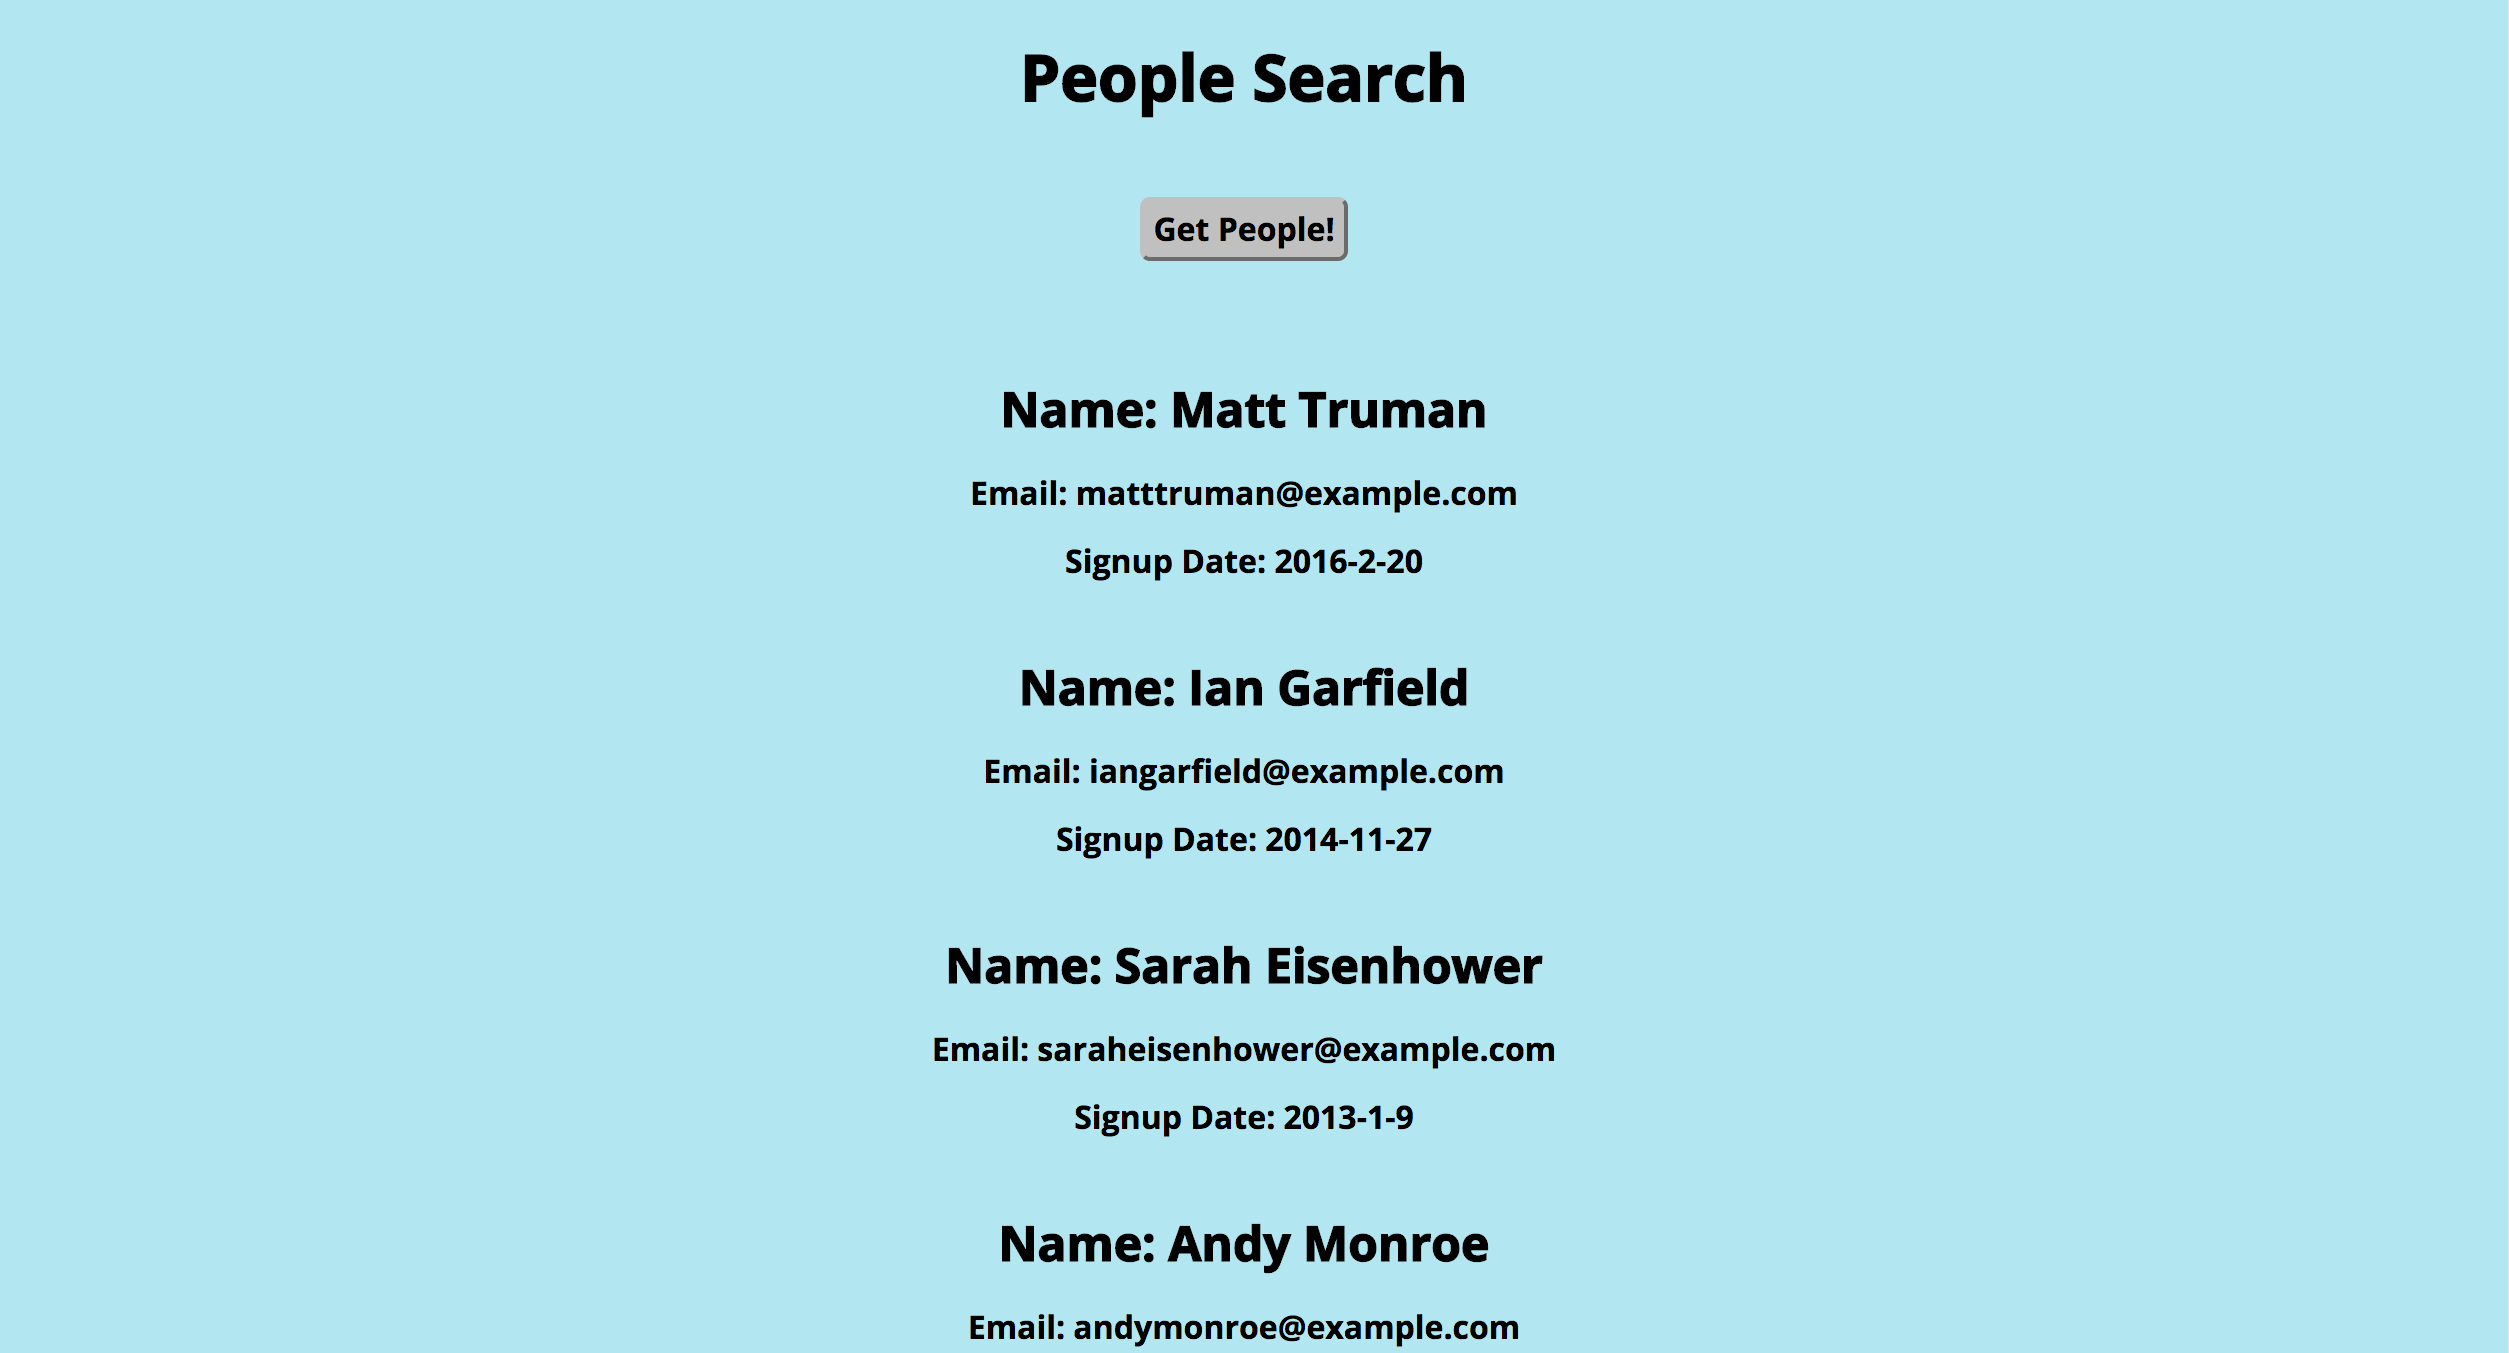 People Search
Get People!
Name: Matt Truman
Email: matttruman@example.com
Signup Date: 2016-2-20
Name: Ian Garfield
Email: iangarfield@example.com
Signup Date: 2014-11-27
Name: Sarah Eisenhower
Email: saraheisenhower@example.com
Signup Date: 2013-1-9
Name: Andy Monroe
Email: andymonroe@example.com